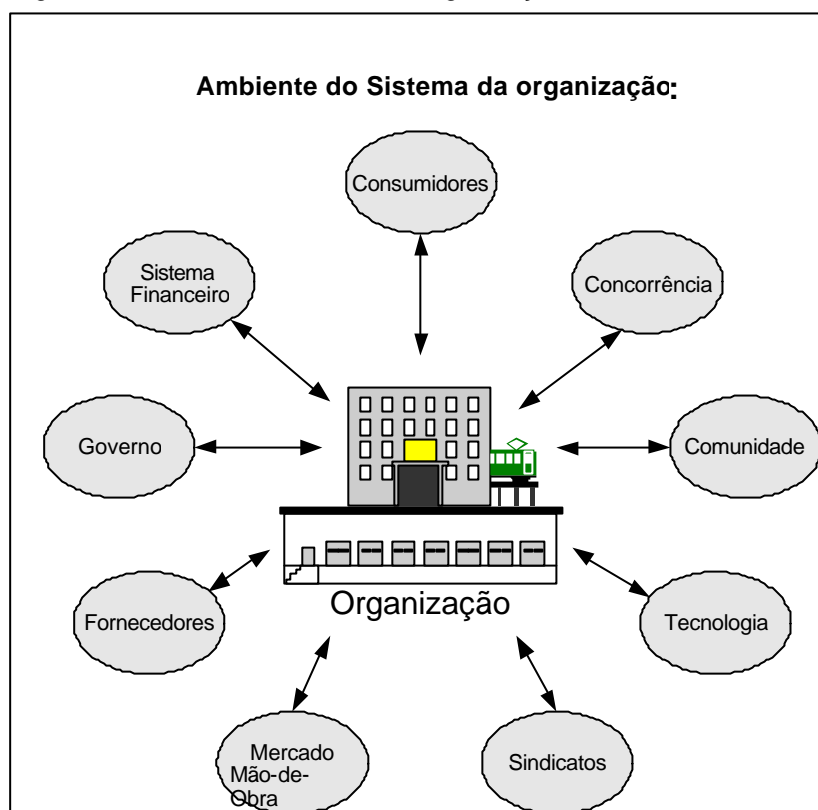 Ambiente do Sistema da organização:
Consumidores
Sistema
Financeiro
Concorrência
Governo
Comunidade
Fornecedores
Organização
Tecnologia
Mercado
Mão-de-
Obra
Sindicatos